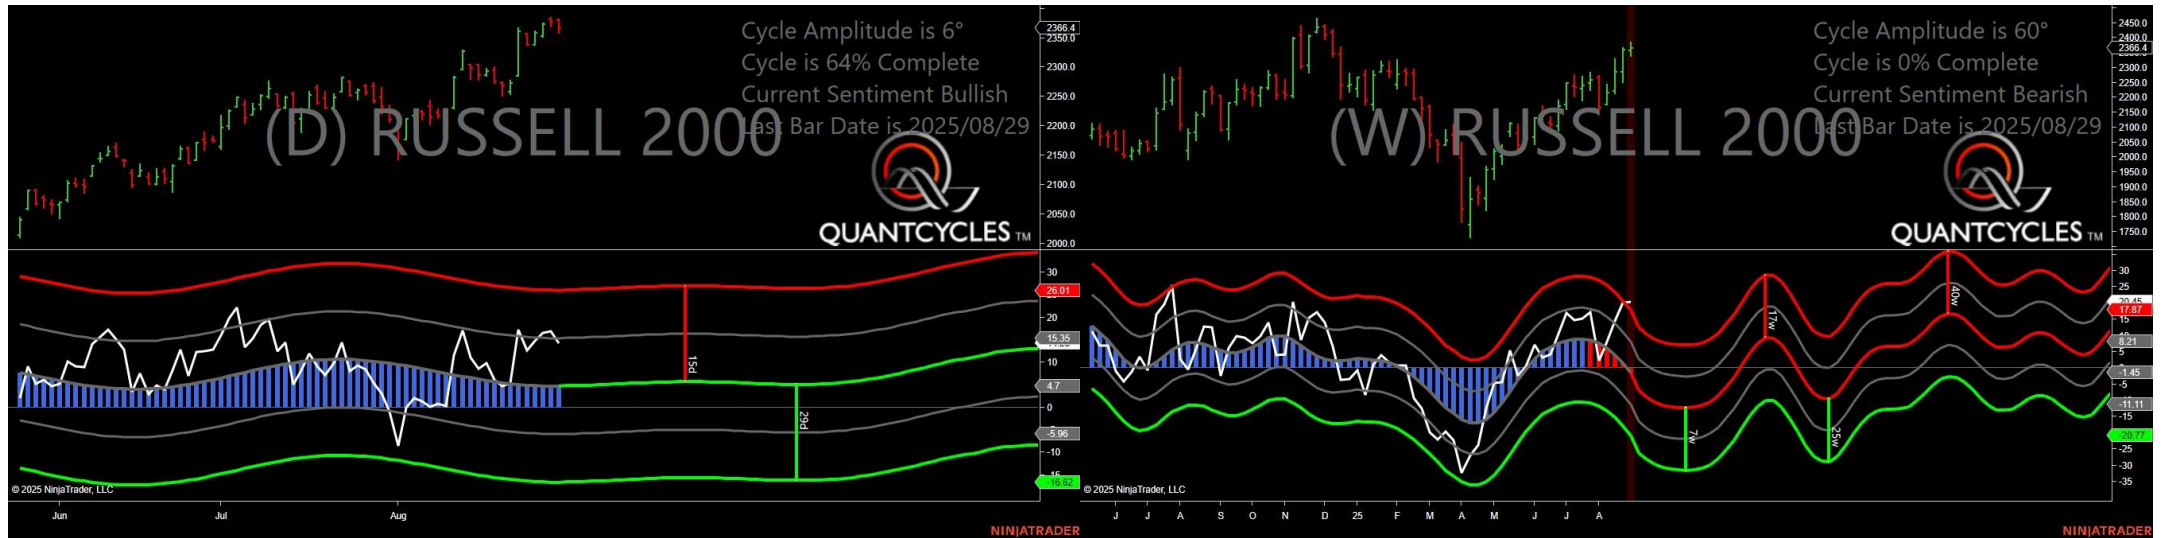 Cycle Amplitude is 6°
Cycle is 64% Complete
Current Sentiment Bullish
Last Bar Date is 2025/08/29
(D) RUSSELL 2000
QUANTCYCLES TM
2366.4
2350.0
2300.0
2250.0
2200.0
2150.0
2100.0
2050.0
2000.0
30
26.01
20
15.35
10
4.7
0
-5.96
-10
-15
-16.62
15d
29d
© 2025 NinjaTrader, LLC
Jun Jul Aug
NINJATRADER
Cycle Amplitude is 60°
Cycle is 0% Complete
Current Sentiment Bearish
Last Bar Date is 2025/08/29
(W) RUSSELL 2000
QUANTCYCLES TM
2450.0
2400.0
2366.4
2300.0
2250.0
2200.0
2150.0
2100.0
2050.0
2000.0
1950.0
1900.0
1850.0
1800.0
1750.0
30
25
20.45
17.87
15
8.21
5
-1.45
-5
-11.11
-15
-20.77
-25
-30
-35
17w
40w
7w
25w
© 2025 NinjaTrader, LLC
J J A S O N D 25 F M A M J J A
NINJATRADER